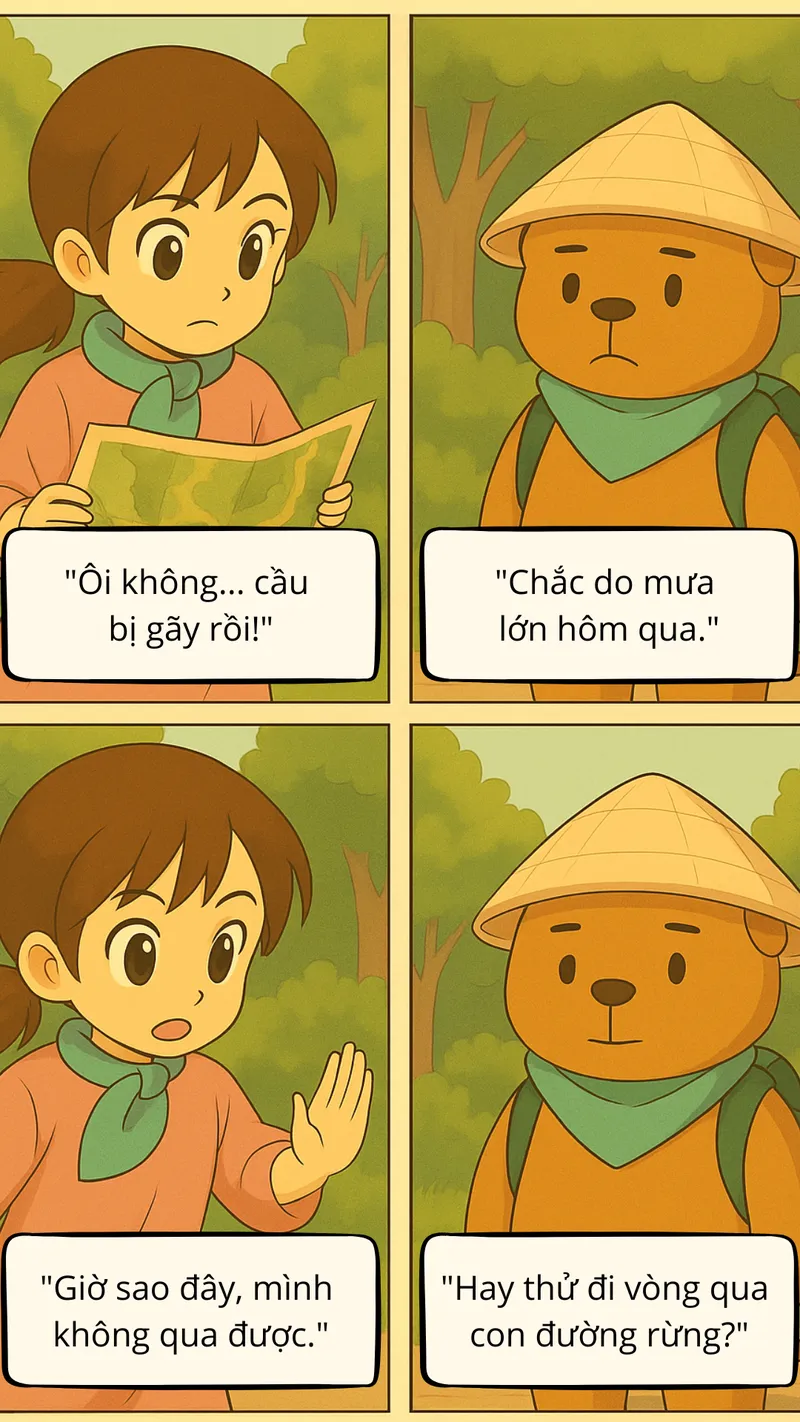 "Ôi không... cầu
bị gãy rồi!"
"Chắc do mưa
lớn hôm qua."
"Giờ sao đây, mình
không qua được."
"Hay thử đi vòng qua
con đường rừng?"